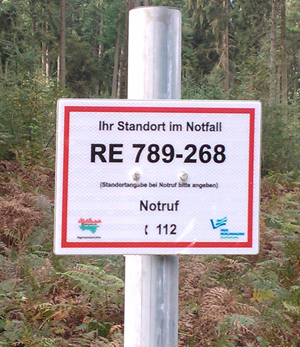 Ihr Standort im Notfall
RE 789-268
(Standortangabe bei Notruf bitte angeben)
Notruf
112